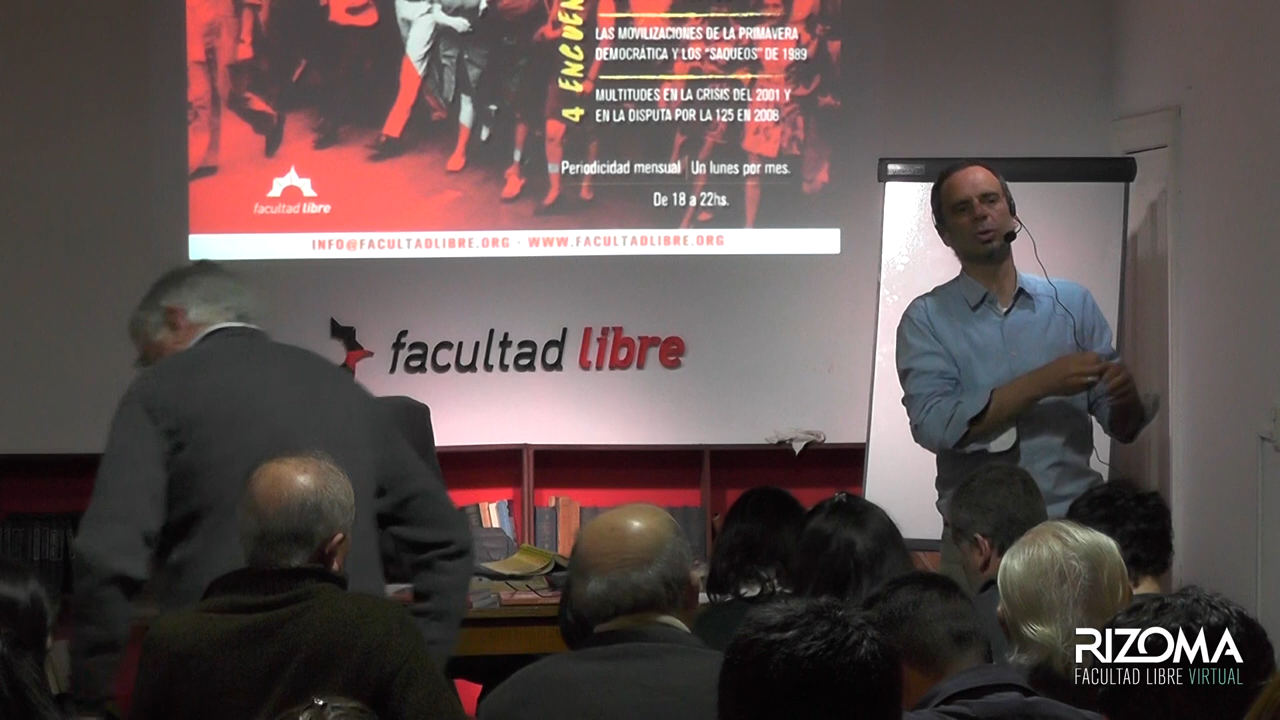 4 ENCUEN
LAS MOVILIZACIONES DE LA PRIMAVERA
DEMOCRÁTICA Y LOS "SAQUEOS" DE 1989
MULTITUDES EN LA CRISIS DEL 2001 Y
EN LA DISPUTA POR LA 125 EN 2008
Periodicidad mensual | Un lunes por mes.
De 18 a 22hs.
facultad libre
INFO@FACULTADLIBRE.ORG - WWW.FACULTADLIBRE.ORG
facultad libre
RIZOMA
FACULTAD LIBRE VIRTUAL